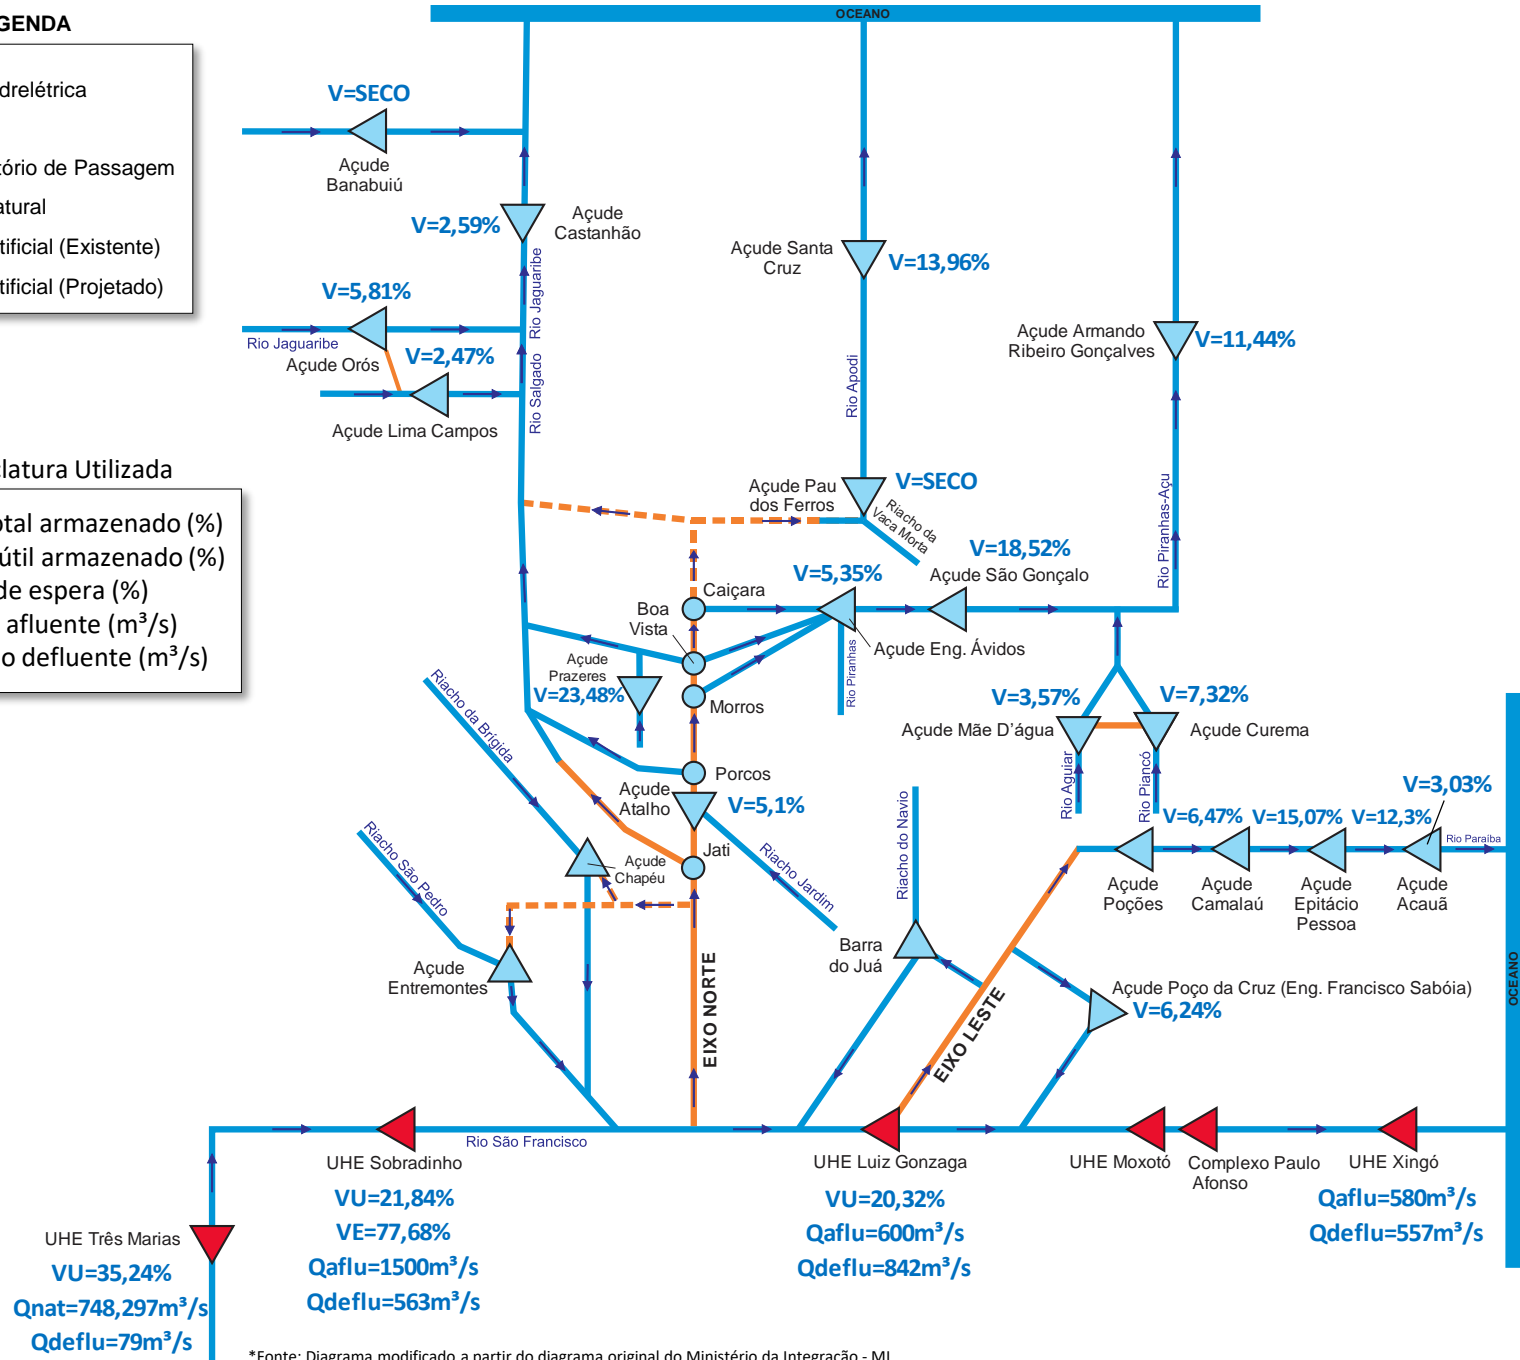 OCEANO
GENDA
drelétrica
tório de Passagem
atural
tificial (Existente)
tificial (Projetado)
V=SECO
Açude
Banabuiú
V=2,59%
Açude
Castanhão
Rio Jaguaribe
V=5,81%
Rio Jaguaribe
Açude Orós
V=2,47%
Açude Lima Campos
Rio Salgado
Açude Santa
Cruz
V=13,96%
Rio Apodi
Açude Armando
Ribeiro Gonçalves
V=11,44%
Rio Piranhas-Açu
clatura Utilizada
otal armazenado (%)
útil armazenado (%)
de espera (%)
afluente (m³/s)
o defluente (m³/s)
Açude Pau
dos Ferros
V=SECO
Riacho da
Vaca Morta
V=18,52%
Açude São Gonçalo
V=5,35%
Açude Eng. Ávidos
Rio Piranhas
Caiçara
Boa
Vista
Açude
Prazeres
V=23,48%
Morros
Porcos
Açude
Atalho
V=5,1%
Jati
Riacho Jardim
Riacho da Brígida
Riacho São Pedro
Açude
Chapéu
Açude
Entremontes
EIXO NORTE
V=3,57%
Açude Mãe D'água
Rio Aguiar
V=7,32%
Açude Curema
Rio Piancó
V=3,03%
V=6,47%
V=15,07%
V=12,3%
Rio Paraíba
Açude
Poções
Açude
Camalaú
Açude
Epitácio
Pessoa
Açude
Acauã
Riacho do Navio
Barra
do Juá
EIXO LESTE
Açude Poço da Cruz (Eng. Francisco Sabóia)
V=6,24%
OCEANO
Rio São Francisco
UHE Sobradinho
VU=21,84%
VE=77,68%
Qaflu=1500m³/s
Qdeflu=563m³/s
UHE Luiz Gonzaga
VU=20,32%
Qaflu=600m³/s
Qdeflu=842m³/s
UHE Moxotó
Complexo Paulo
Afonso
UHE Xingó
Qaflu=580m³/s
Qdeflu=557m³/s
UHE Três Marias
VU=35,24%
Qnat=748,297m³/s
Qdeflu=79m³/s
*Fonte: Diagrama modificado a partir do diagrama original do Ministério da Integração - MI